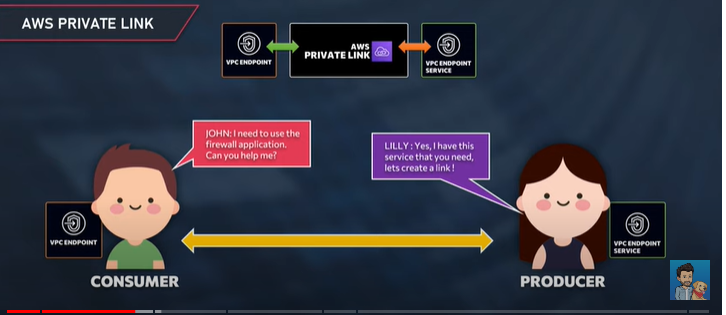 AWS PRIVATE LINK
VPC ENDPOINT
AWS
PRIVATE LINK
VPC ENDPOINT
SERVICE
JOHN: I need to use the
firewall application.
Can you help me?
LILLY : Yes, I have this
service that you need,
lets create a link !
VPC ENDPOINT
VPC ENDPOINT
SERVICE
CONSUMER
PRODUCER